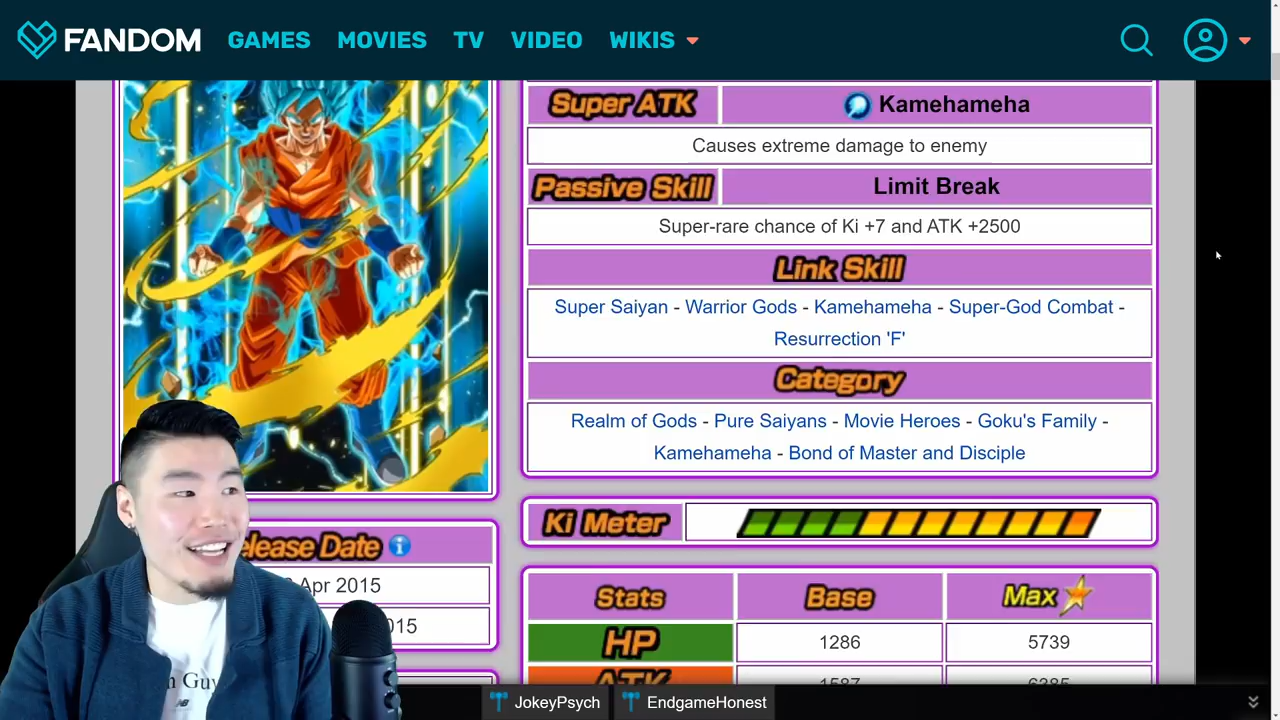 FANDOM GAMES MOVIES TV VIDEO WIKIS
Super ATK Kamehameha
Causes extreme damage to enemy
Passive Skill Limit Break
Super-rare chance of Ki +7 and ATK +2500
Link Skill
Super Saiyan - Warrior Gods - Kamehameha - Super-God Combat -
Resurrection 'F'
Category
Realm of Gods - Pure Saiyans - Movie Heroes - Goku's Family -
Kamehameha - Bond of Master and Disciple
Ki Meter
elease Date
Apr 2015
015
Stats Base Max
HP 1286 5739
ATK 1587 6385
JokeyPsych EndgameHonest